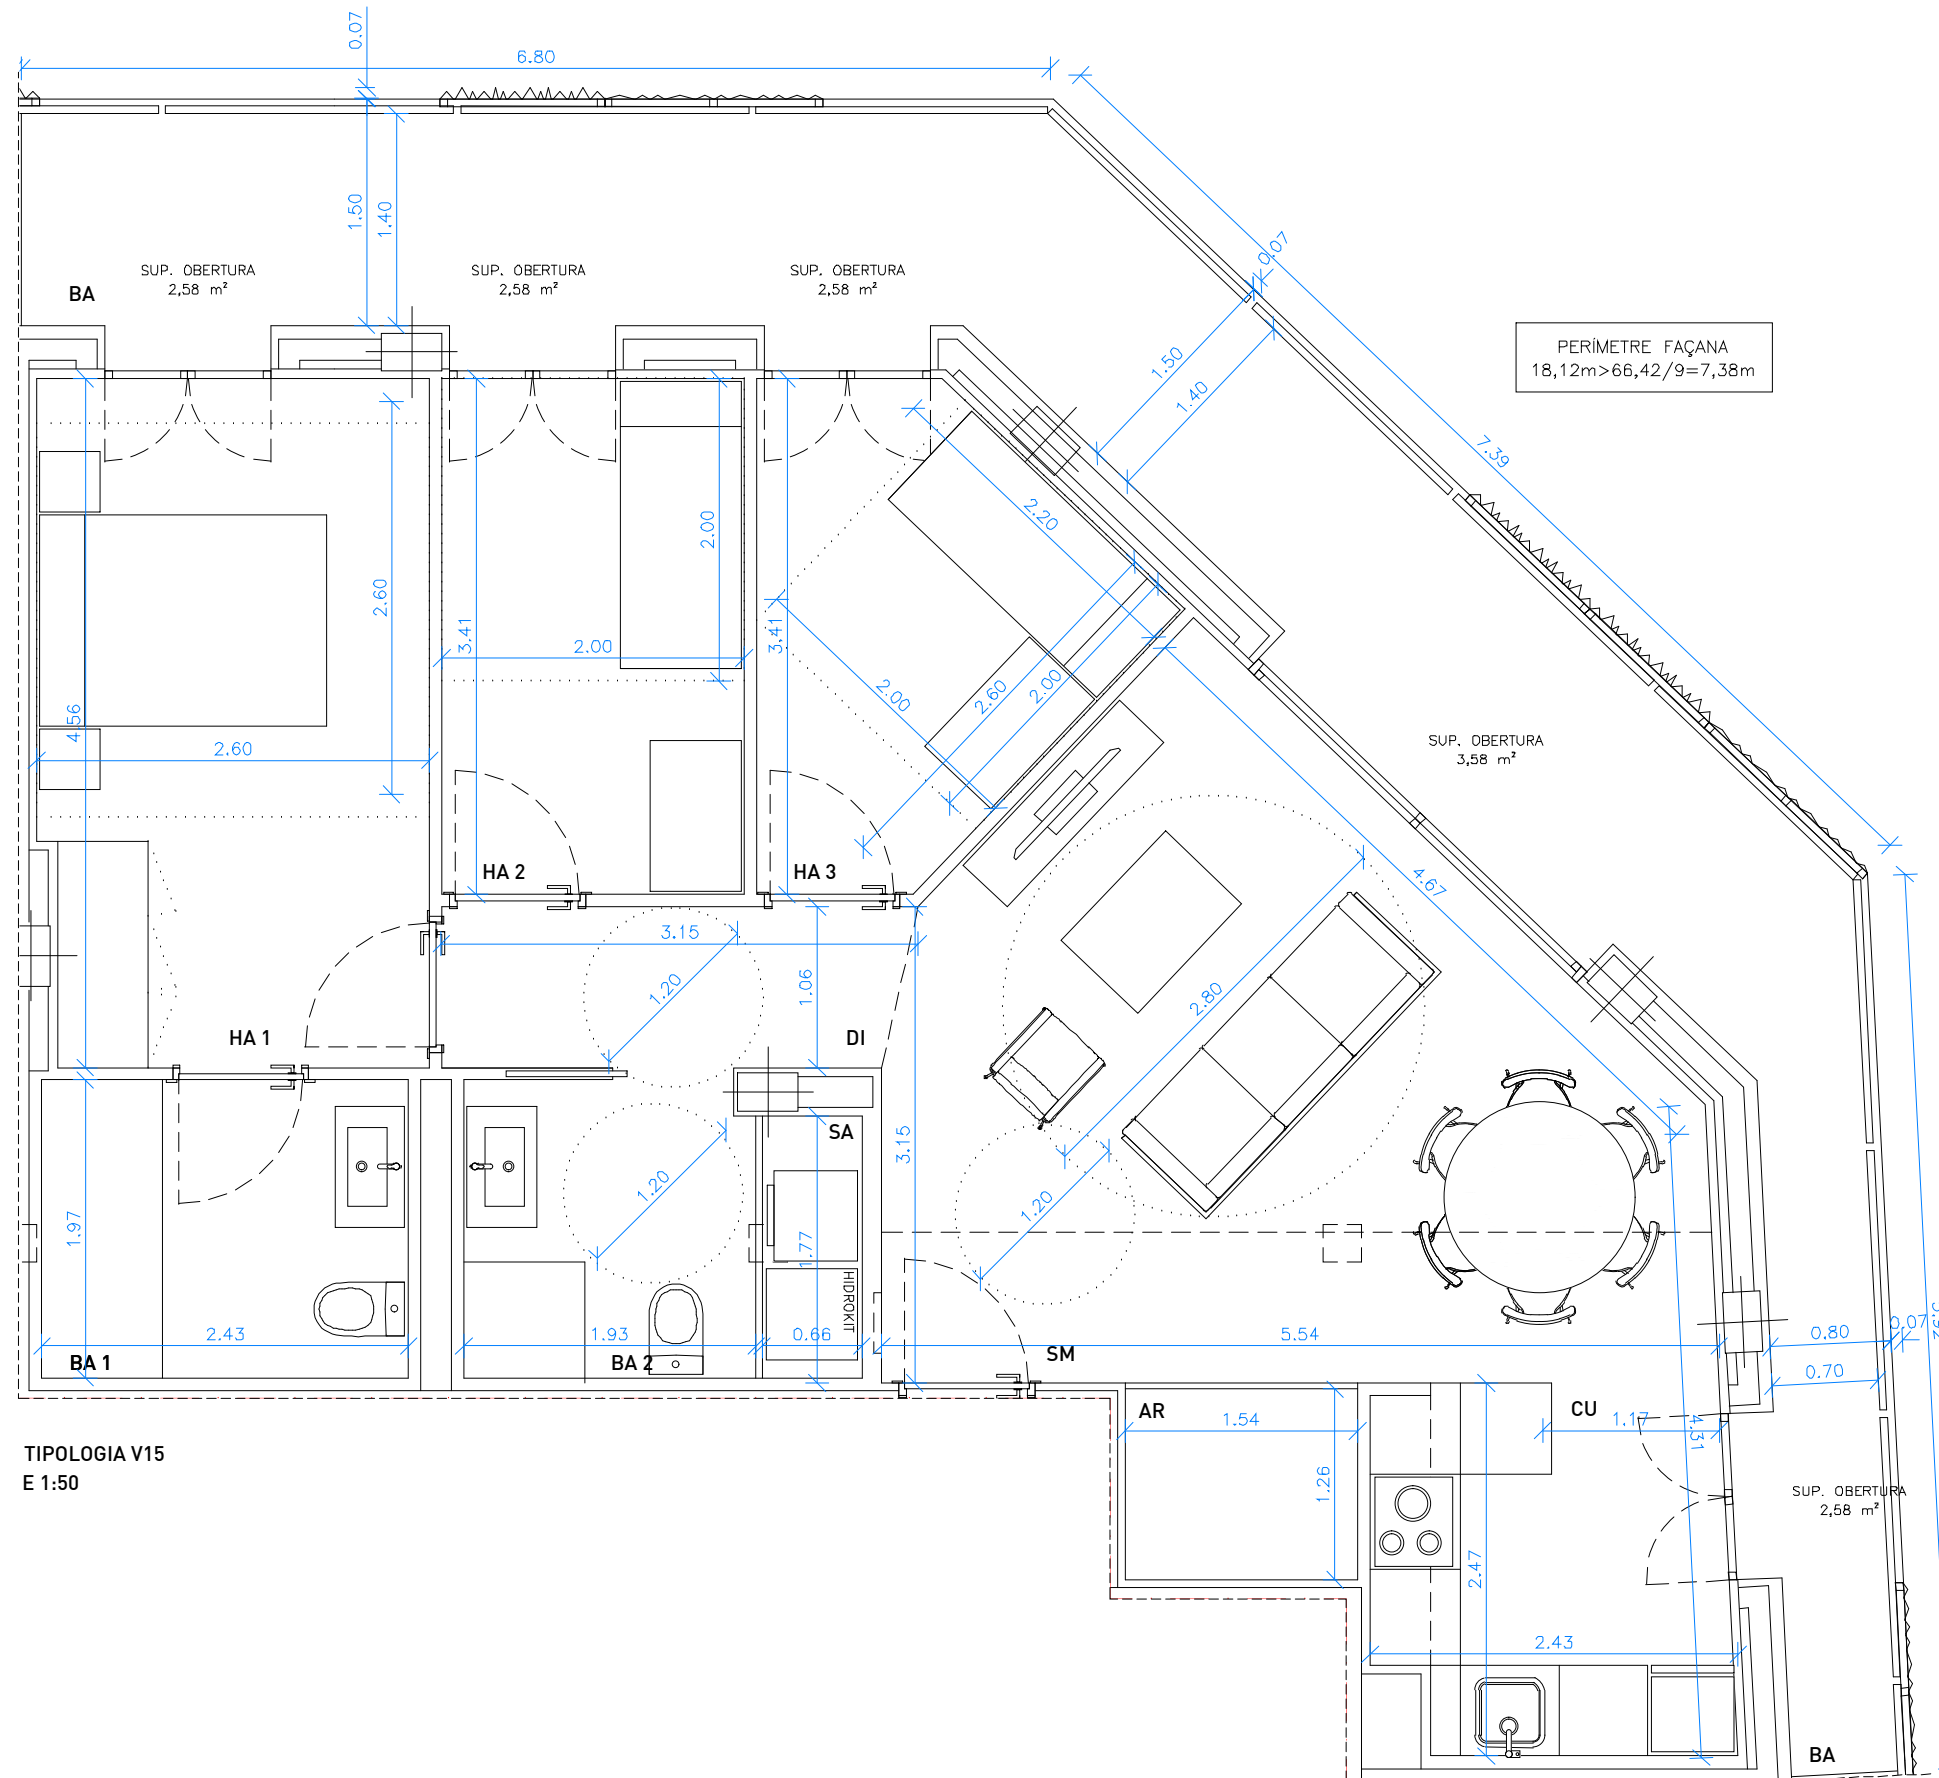 0.07
6.80
1.50
1.40
SUP. OBERTURA
2,58 m²
SUP. OBERTURA
2,58 m²
SUP. OBERTURA
2,58 m²
BA
0.07
1.50
1.40
PERÍMETRE FAÇANA
18,12m>66,42/9=7,38m
7.39
2.20
2.00
2.60
3.41
2.00
3.41
2.00
2.60
2.00
4.56
2.60
SUP. OBERTURA
3,58 m²
HA 2
HA 3
4.67
3.15
1.20
1.06
2.80
HA 1
DI
SA
3.15
1.20
1.20
1.97
1.77
HIDROKIT
2.43
1.93
0.66
5.54
0.07
0.80
0.70
BA 1
BA 2
SM
AR
1.54
CU
1.17
4.31
1.26
TIPOLOGIA V15
E 1:50
SUP. OBERTURA
2,58 m²
2.47
2.43
BA